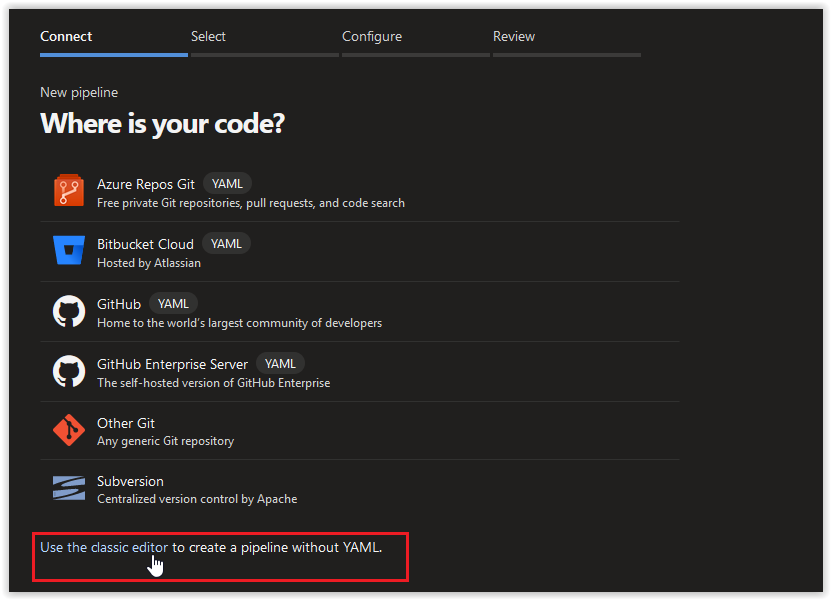 Connect Select Configure Review
New pipeline
Where is your code?
Azure Repos Git YAML
Free private Git repositories, pull requests, and code search
Bitbucket Cloud YAML
Hosted by Atlassian
GitHub YAML
Home to the world's largest community of developers
GitHub Enterprise Server YAML
The self-hosted version of GitHub Enterprise
Other Git
Any generic Git repository
Subversion
Centralized version control by Apache
Use the classic editor to create a pipeline without YAML.